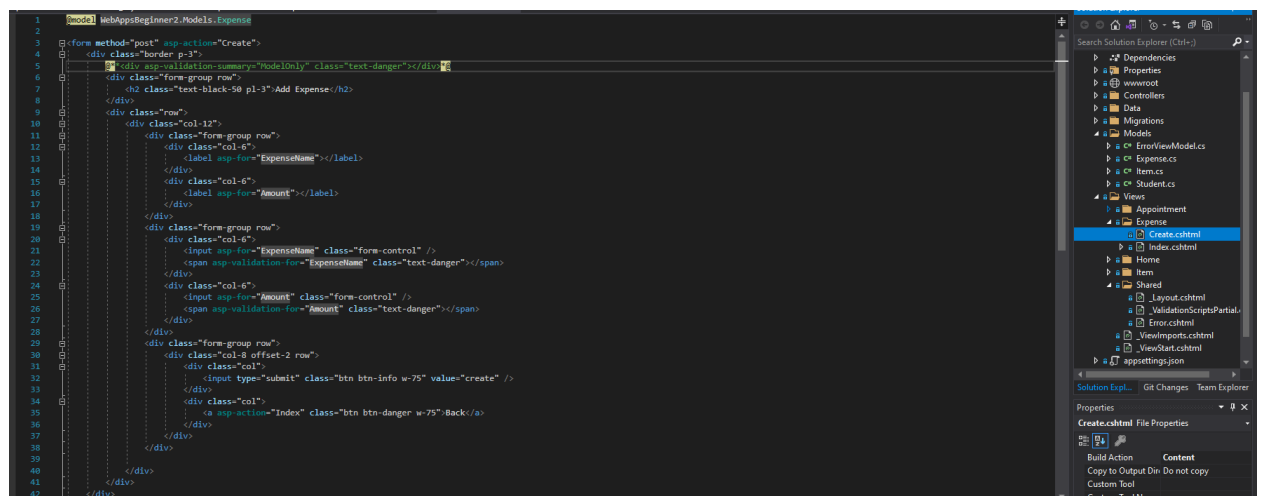 1 @model WebAppsBeginner2.Models.Expense
2
3 <form method="post" asp-action="Create">
4 <div class="border p-3">
5 @**<div asp-validation-summary="ModelOnly" class="text-danger"></div>*@
6 <div class="form-group row">
7 <h2 class="text-black-50 pl-3">Add Expense</h2>
8 </div>
9 <div class="row">
10 <div class="col-12">
11 <div class="form-group row">
12 <div class="col-6">
13 <label asp-for="ExpenseName"></label>
14 </div>
15 <div class="col-6">
16 <label asp-for="Amount"></label>
17 </div>
18 </div>
19 <div class="form-group row">
20 <div class="col-6">
21 <input asp-for="ExpenseName" class="form-control" />
22 <span asp-validation-for="ExpenseName" class="text-danger"></span>
23 </div>
24 <div class="col-6">
25 <input asp-for="Amount" class="form-control" />
26 <span asp-validation-for="Amount" class="text-danger"></span>
27 </div>
28 </div>
29 <div class="form-group row">
30 <div class="col-8 offset-2 row">
31 <div class="col">
32 <input type="submit" class="btn btn-info w-75" value="create" />
33 </div>
34 <div class="col">
35 <a asp-action="Index" class="btn btn-danger w-75">Back</a>
36 </div>
37 </div>
38 </div>
39
40 </div>
41 </div>
42 </div>
Search Solution Explorer (Ctrl+;)
Dependencies
Properties
wwwroot
Controllers
Data
Migrations
Models
C# ErrorViewModel.cs
C# Expense.cs
C# Item.cs
C# Student.cs
Views
Appointment
Expense
Create.cshtml
Index.cshtml
Home
Item
Shared
_Layout.cshtml
_ValidationScriptsPartial.
Error.cshtml
_ViewImports.cshtml
_ViewStart.cshtml
appsettings.json
Solution Expl... Git Changes Team Explorer
Properties
Create.cshtml File Properties
Build Action Content
Copy to Output Dire Do not copy
Custom Tool